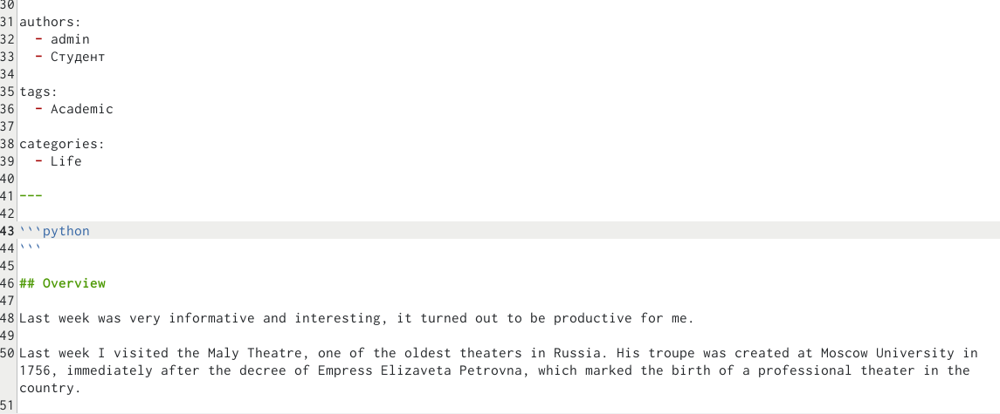 30
31 authors:
32   - admin
33   - Студент
34
35 tags:
36   - Academic
37
38 categories:
39   - Life
40
41 ---
42
43 ```python
44 ```
45
46 ## Overview
47
48 Last week was very informative and interesting, it turned out to be productive for me.
49
50 Last week I visited the Maly Theatre, one of the oldest theaters in Russia. His troupe was created at Moscow University in
1756, immediately after the decree of Empress Elizaveta Petrovna, which marked the birth of a professional theater in the
country.
51